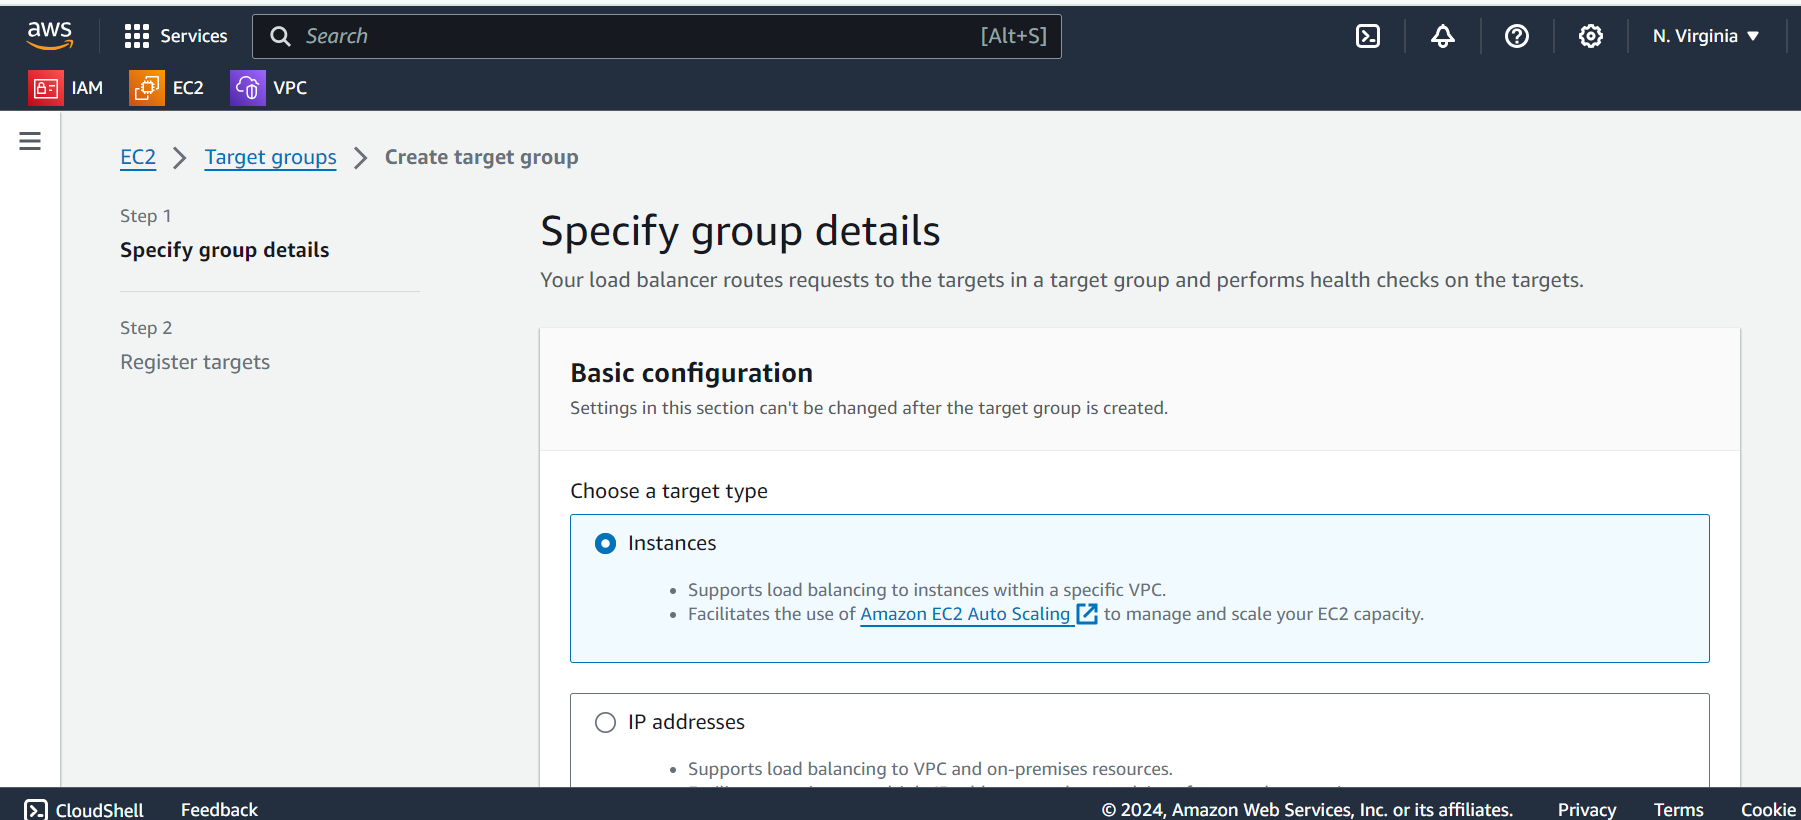 aws
Services
Search
[Alt+S]
N. Virginia
IAM
EC2
VPC
EC2
Target groups
Create target group
Step 1
Specify group details
Step 2
Register targets
Specify group details
Your load balancer routes requests to the targets in a target group and performs health checks on the targets.
Basic configuration
Settings in this section can't be changed after the target group is created.
Choose a target type
Instances
• Supports load balancing to instances within a specific VPC.
• Facilitates the use of Amazon EC2 Auto Scaling to manage and scale your EC2 capacity.
IP addresses
• Supports load balancing to VPC and on-premises resources.
CloudShell
Feedback
© 2024, Amazon Web Services, Inc. or its affiliates.
Privacy
Terms
Cookie